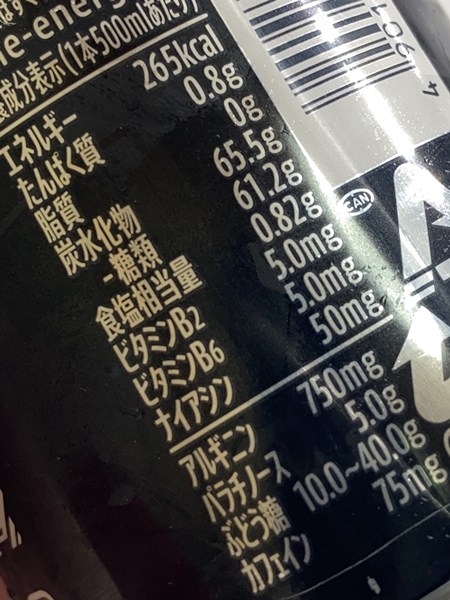 re-energ
成分表示(1本500mlあたり)
エネルギー 265kcal
たんぱく質 0.8g
脂質 0g
炭水化物 65.5g
-糖類 61.2g
食塩相当量 0.82g
ビタミンB2 5.0mg
ビタミンB6 5.0mg
ナイアシン 50mg
アルギニン 750mg
パラチノース 5.0g
ぶどう糖 10.0~40.0g
カフェイン 75mg
CAN
4